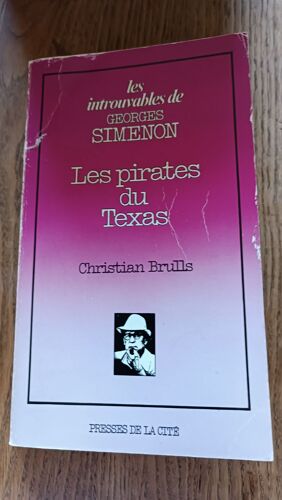 les
introuvables de
GEORGES
SIMENON
Les pirates
du
Texas
Christian Brulls
PRESSES DE LA CITÉ